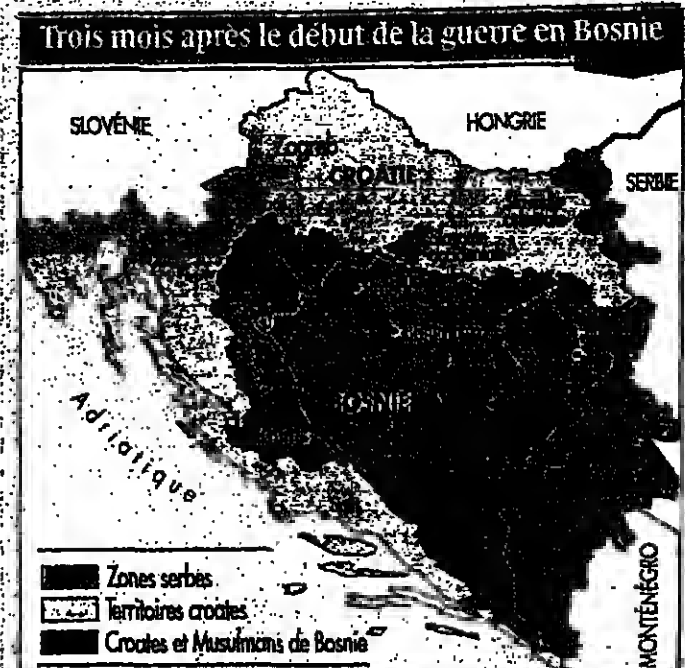 Trois mois après le début de la guerre en Bosnie
SLOVÉNIE
HONGRIE
Zagreb
CROATIE
SERBIE
BOSNIE
Adriatique
MONTÉNÉGRO
Zones serbes
Territoires croates
Croates et Musulmans de Bosnie